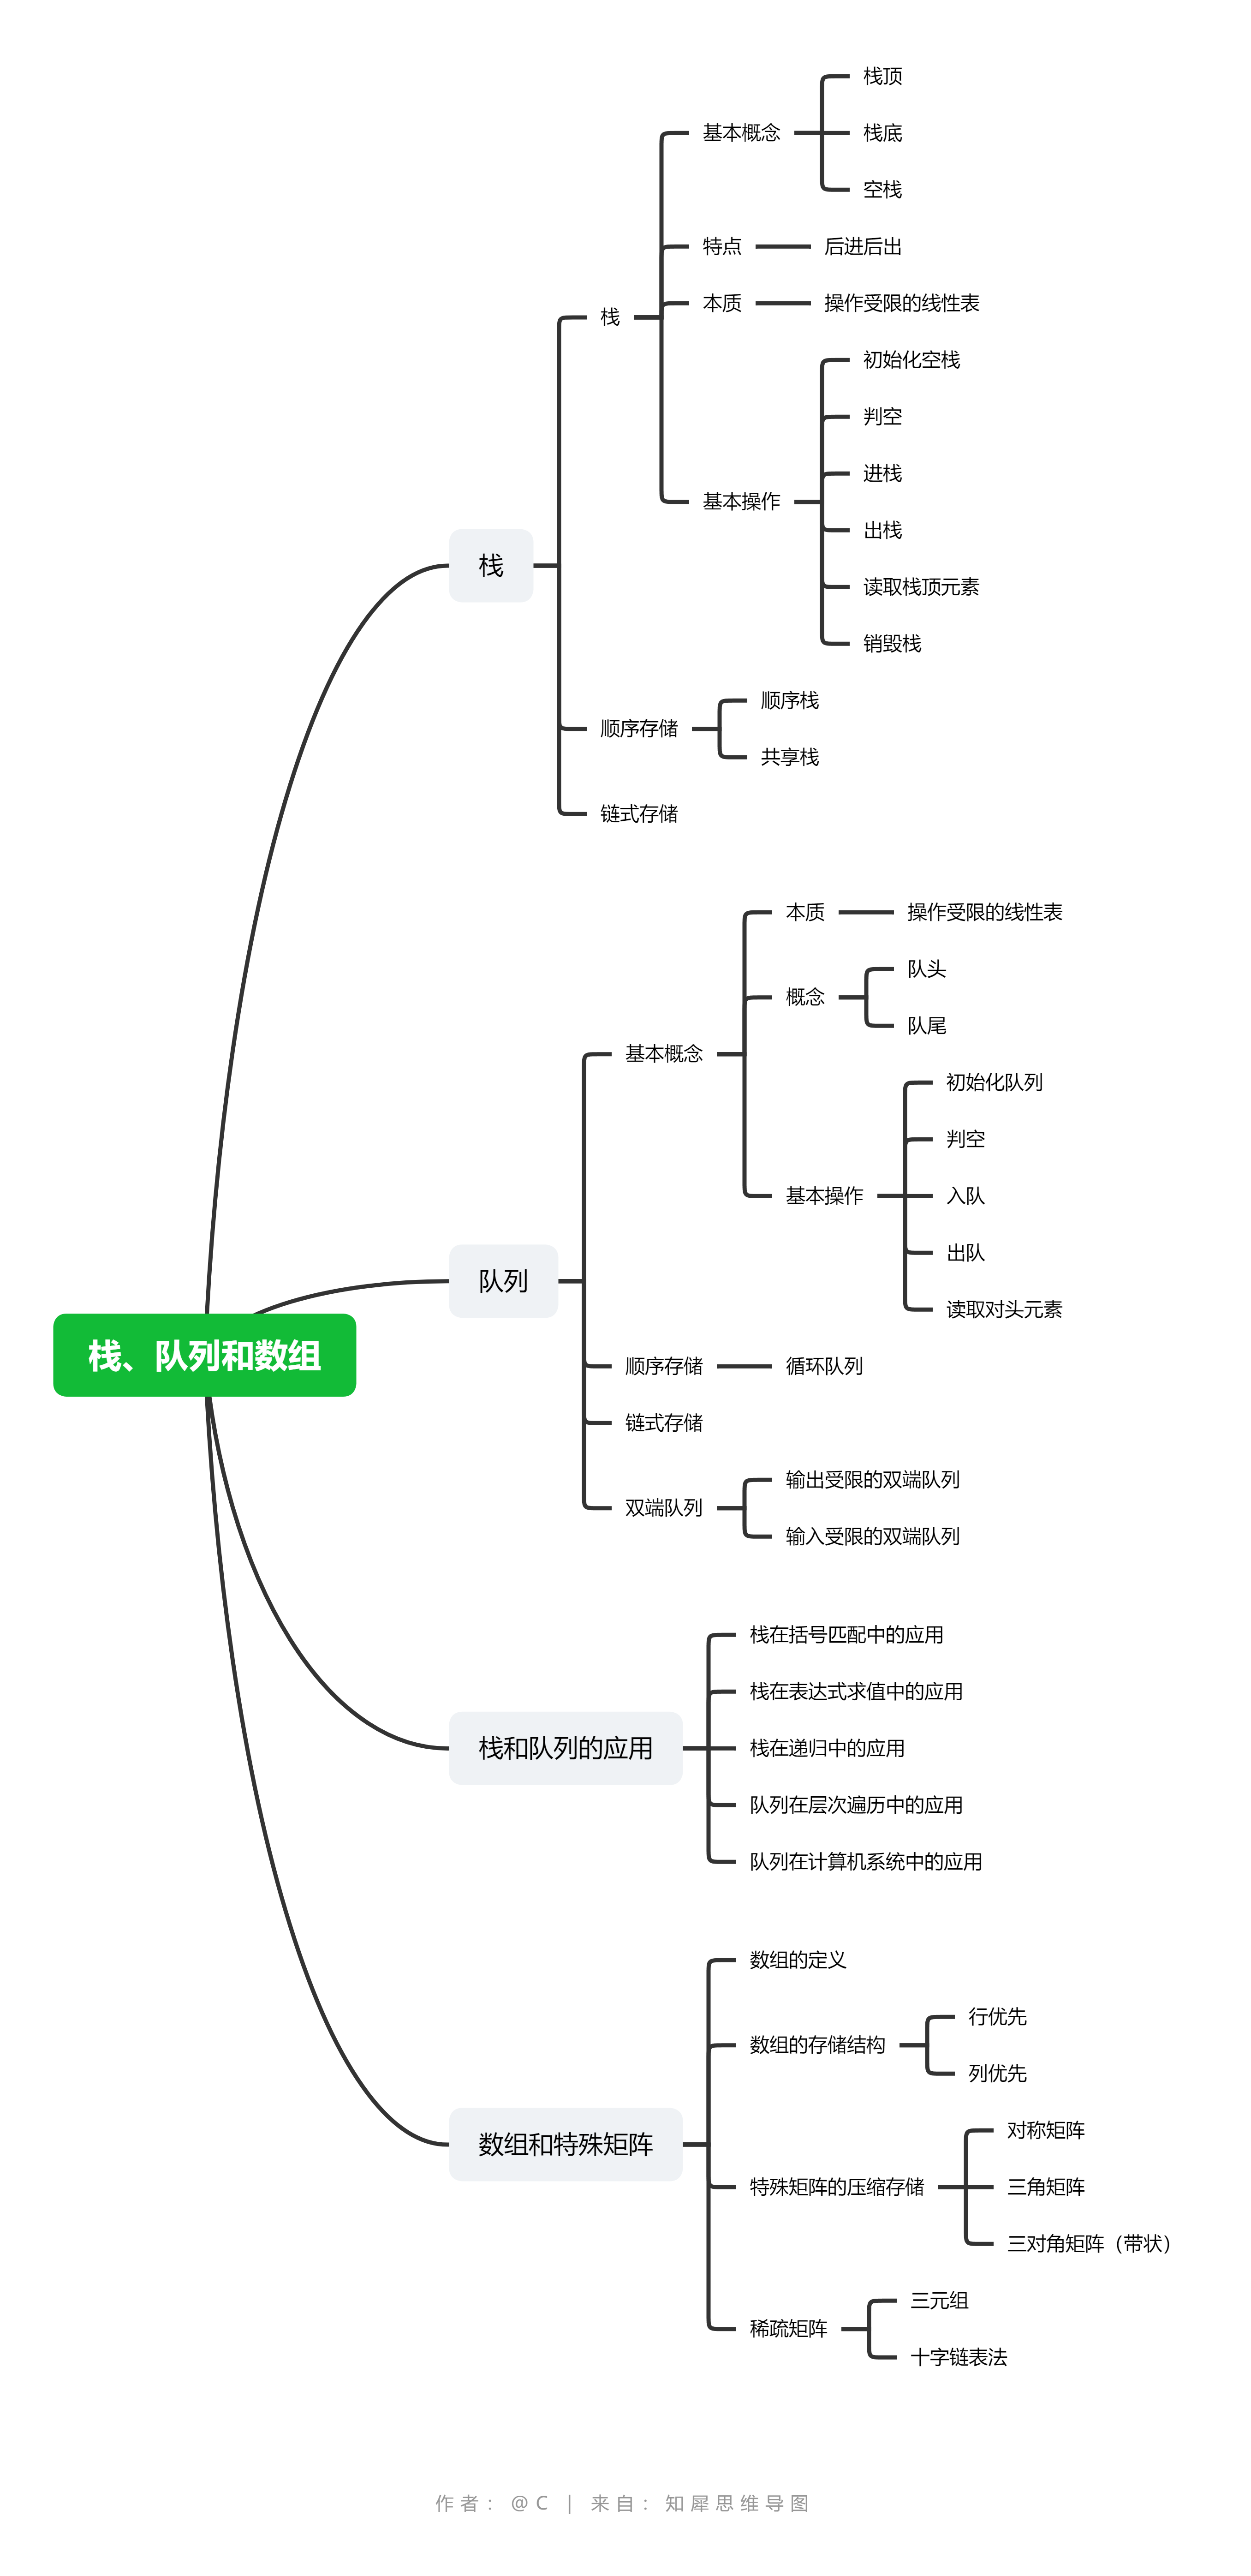 栈顶
基本概念
栈底
空栈
特点
后进后出
本质
操作受限的线性表
栈
初始化空栈
判空
进栈
基本操作
出栈
读取栈顶元素
栈
销毁栈
顺序栈
顺序存储
共享栈
链式存储
本质
操作受限的线性表
队头
概念
队尾
基本概念
初始化队列
判空
基本操作
入队
出队
队列
读取对头元素
栈、队列和数组
顺序存储
循环队列
链式存储
输出受限的双端队列
双端队列
输入受限的双端队列
栈在括号匹配中的应用
栈在表达式求值中的应用
栈和队列的应用
栈在递归中的应用
队列在层次遍历中的应用
队列在计算机系统中的应用
数组的定义
行优先
数组的存储结构
列优先
数组和特殊矩阵
对称矩阵
特殊矩阵的压缩存储
三角矩阵
三对角矩阵（带状）
三元组
稀疏矩阵
十字链表法
作者：@C | 来自：知犀思维导图